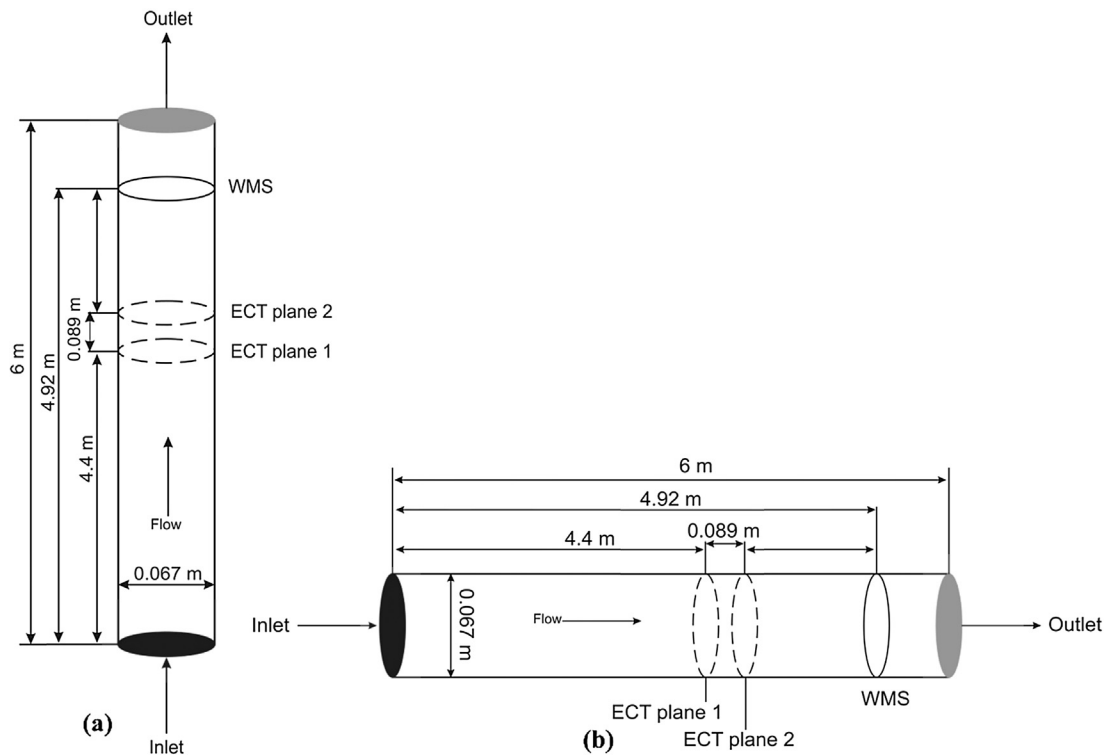 Outlet
WMS
ECT plane 2
0.089 m
ECT plane 1
6 m
4.92 m
4.4 m
Flow
0.067 m
(a)
Inlet
6 m
4.92 m
4.4 m
0.089 m
Inlet
Flow
0.067 m
Outlet
WMS
ECT plane 1
ECT plane 2
(b)